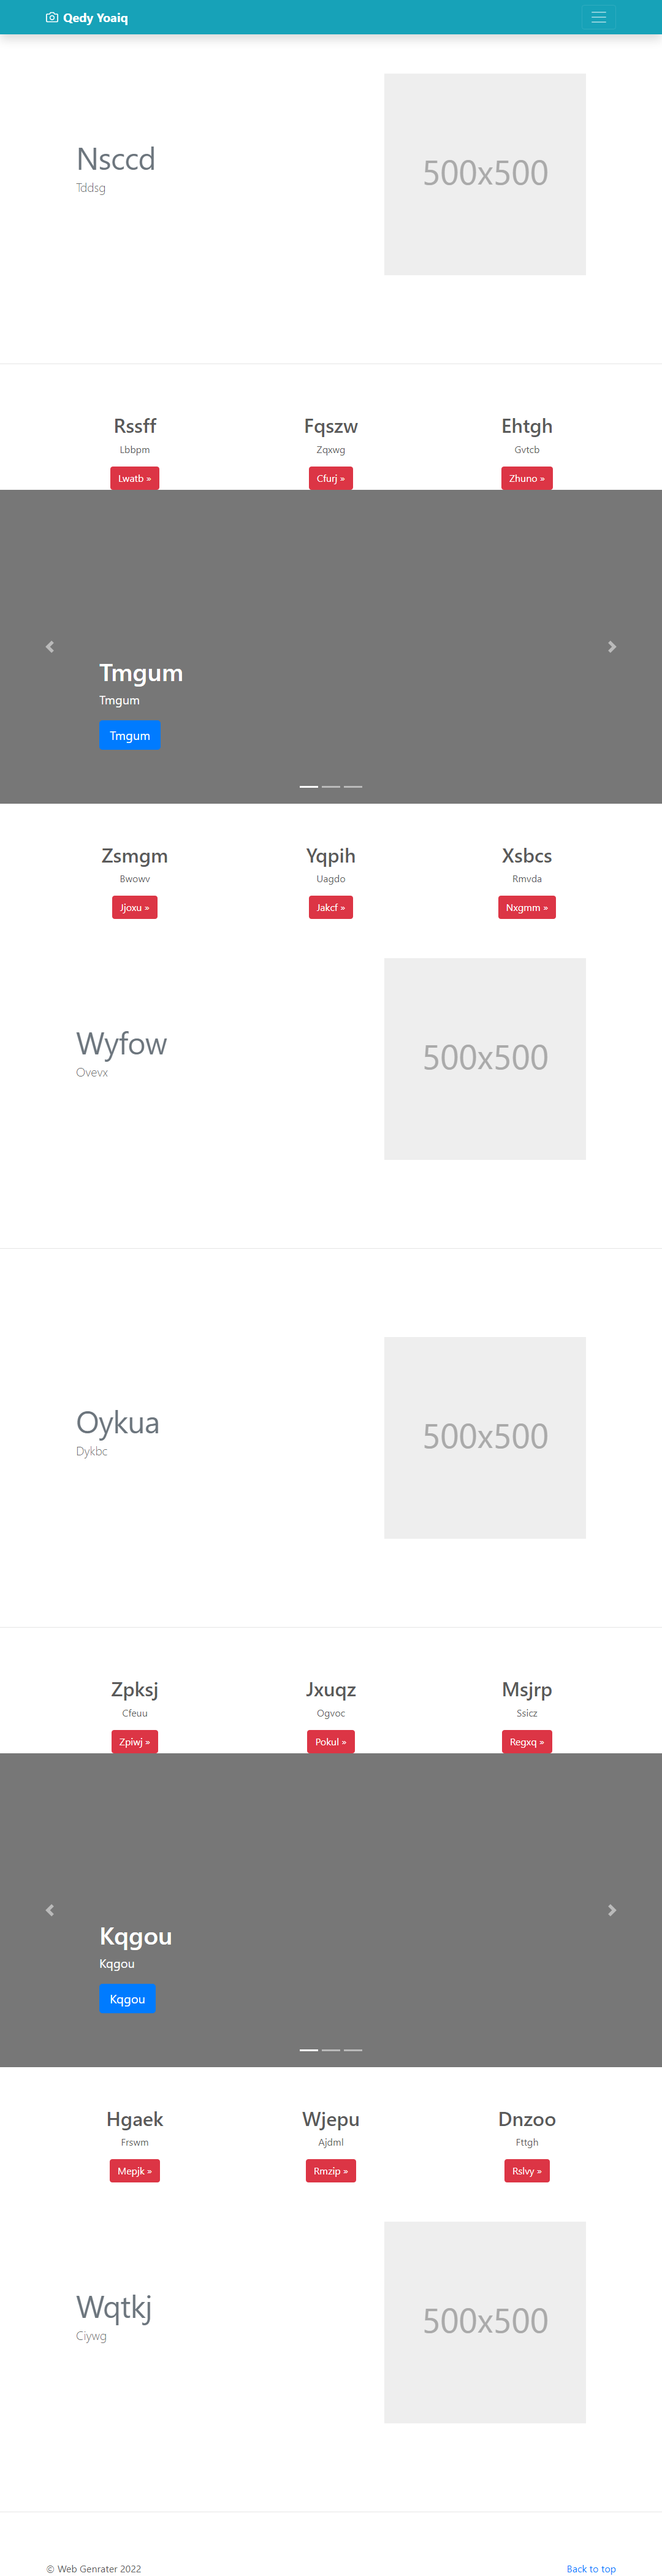 Qedy Yoaiq
Nsccd
Tddsg
500x500
Rssff
Lbbpm
Lwatb »
Fqszw
Zqxwg
Cfurj »
Ehtgh
Gvtcb
Zhuno »
Tmgum
Tmgum
Tmgum
Zsmgm
Bwowv
Jjoxu »
Yqpih
Uagdo
Jakcf »
Xsbcs
Rmvda
Nxgmm »
Wyfow
Ovevx
500x500
Oykua
Dykbc
500x500
Zpksj
Cfeuu
Zpiwj »
Jxuqz
Ogvoc
Pokul »
Msjrp
Ssicz
Regxq »
Kqgou
Kqgou
Kqgou
Hgaek
Frswm
Mepjk »
Wjepu
Ajdml
Rmzip »
Dnzoo
Fttgh
Rslvy »
Wqtkj
Ciywg
500x500
© Web Genrater 2022
Back to top